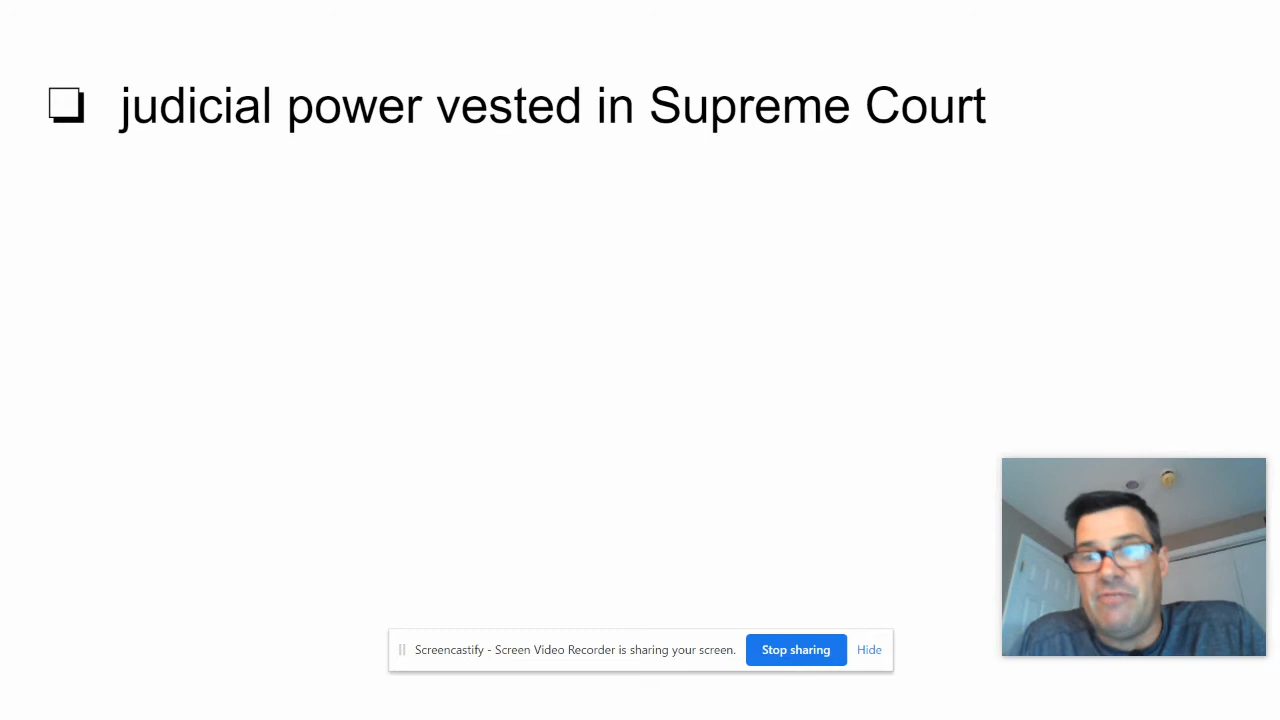 judicial power vested in Supreme Court
Screencastify - Screen Video Recorder is sharing your screen.
Stop sharing
Hide